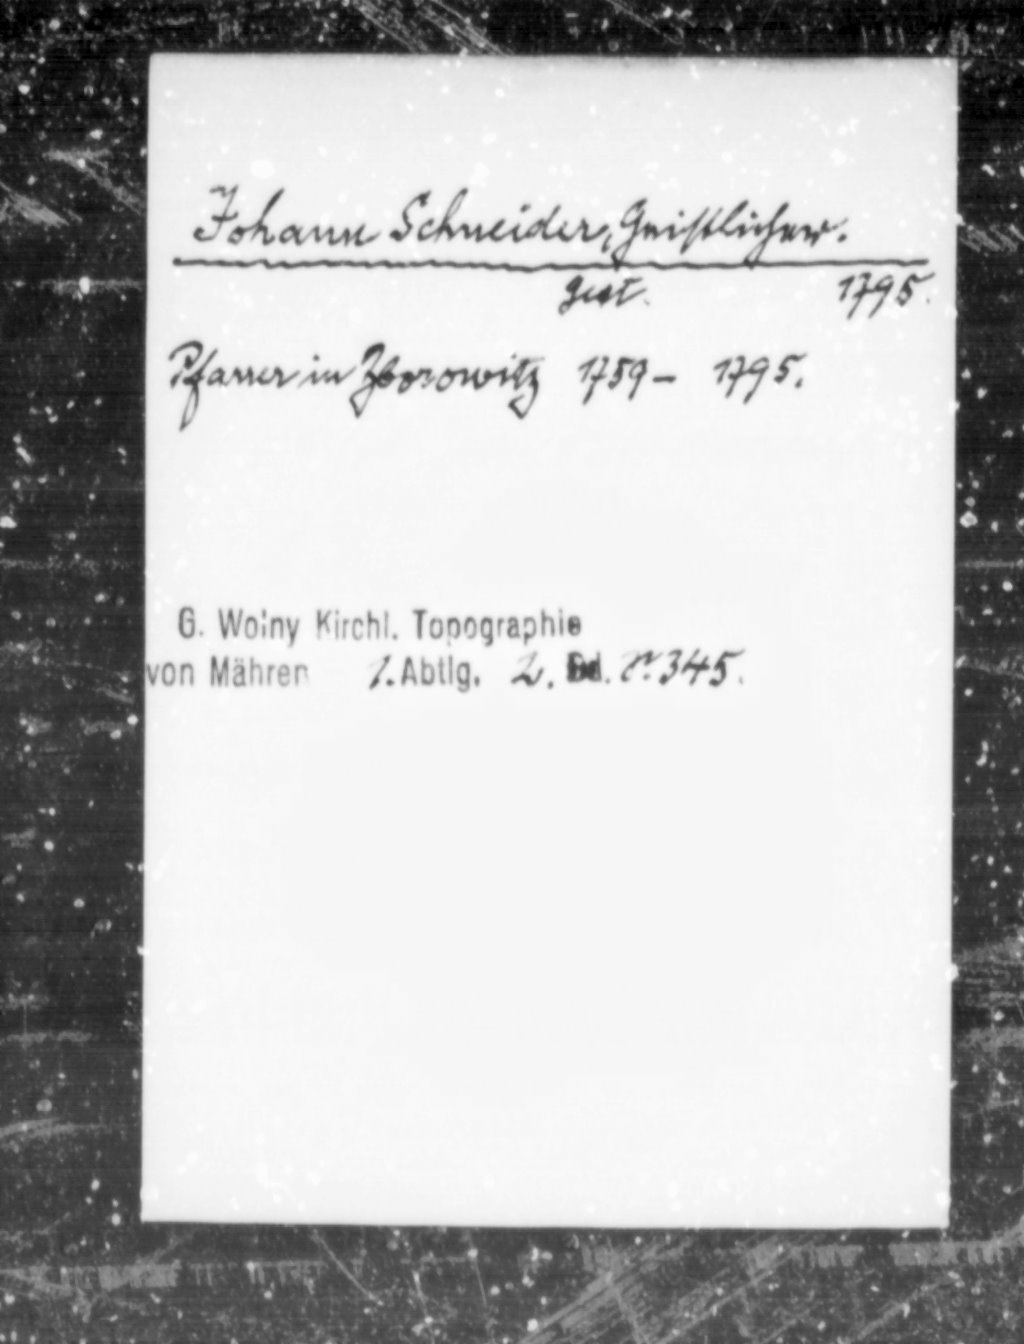 Johann Schneider, Geistlicher.
gest. 1795.
Pfarrer in Zborowitz 1759 – 1795.
G. Wolny Kirchl. Topographie
von Mähren 1. Abtlg. 2. Bd. 345.